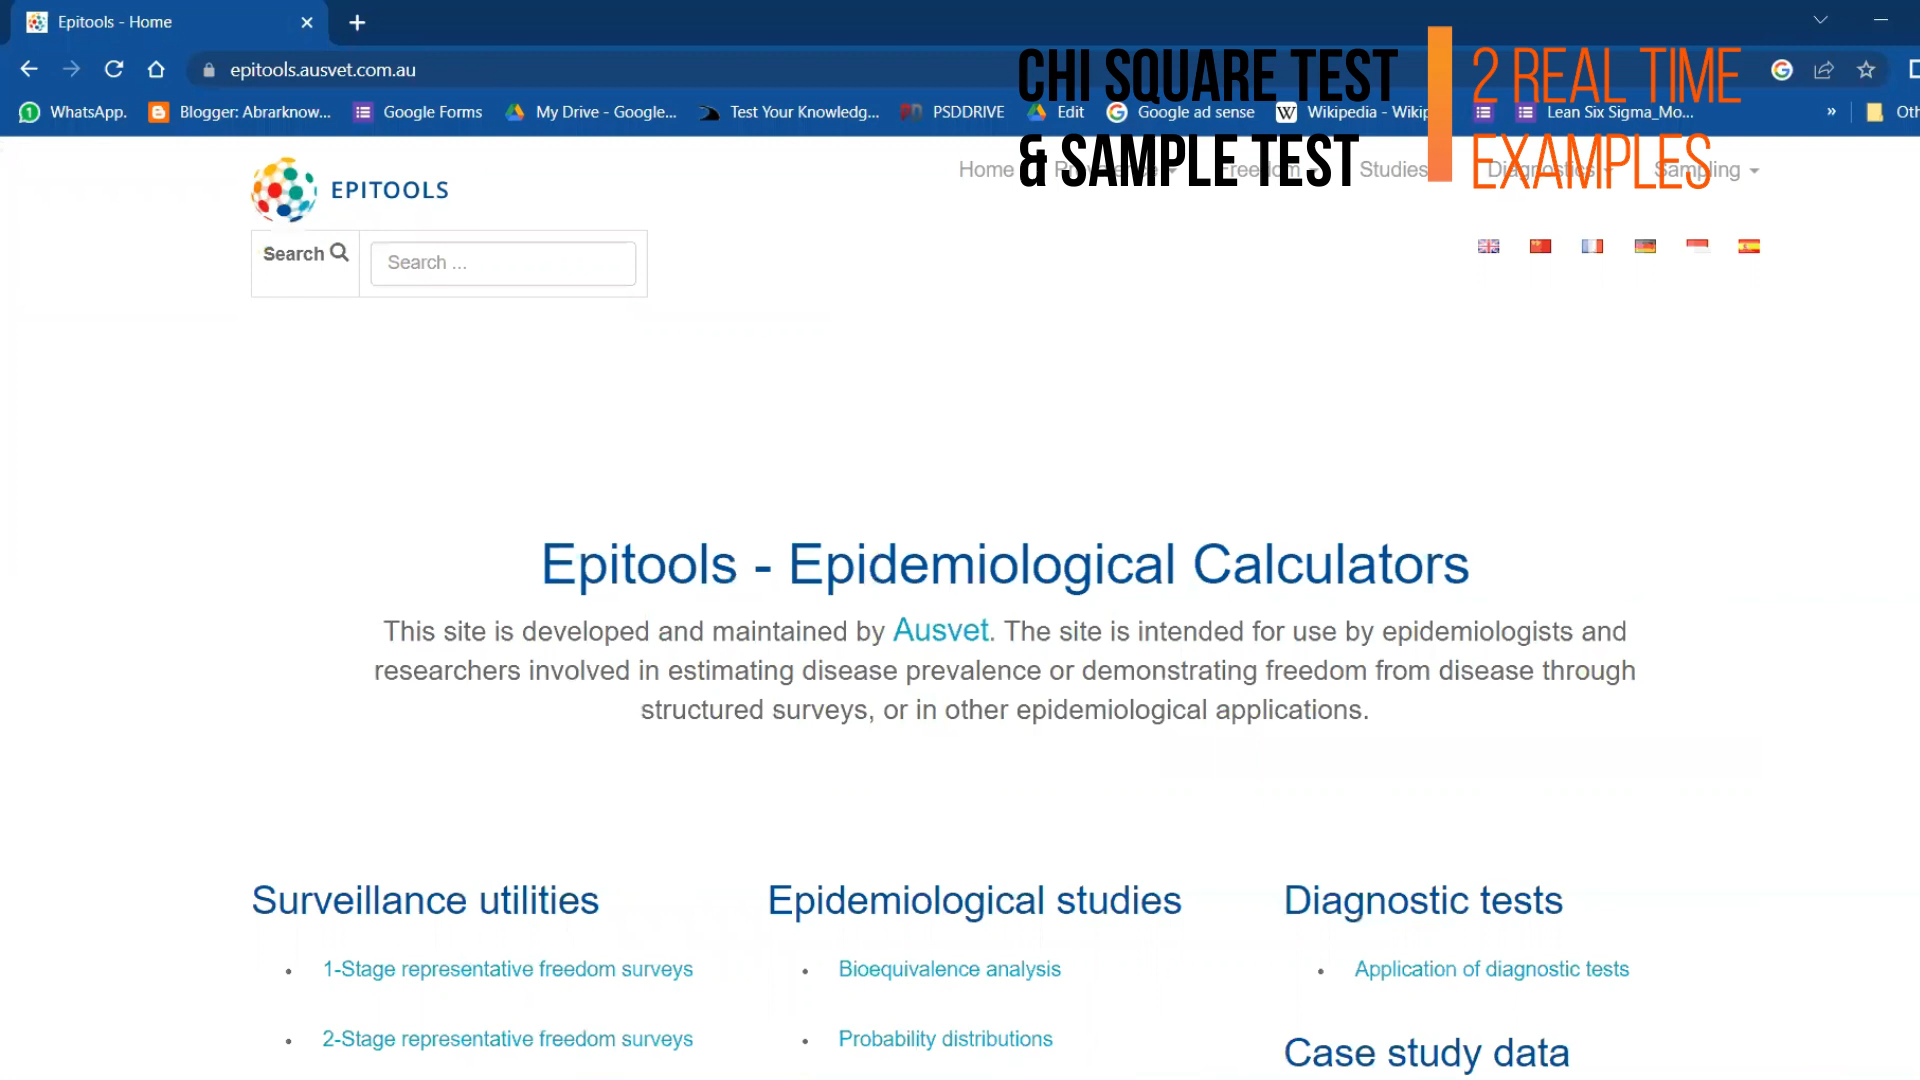 Epitools - Home
epitools.ausvet.com.au
CHI SQUARE TEST
& SAMPLE TEST
2 REAL TIME
EXAMPLES
WhatsApp.
Blogger: Abrarknow...
Google Forms
My Drive - Google...
Test Your Knowledg...
PSDDRIVE
Edit
Google ad sense
Wikipedia - Wikip
Lean Six Sigma_Mo...
»
Oth
EPITOOLS
Home
Freedom
Studies
Diagnostics
Sampling
Search
Search ...
Epitools - Epidemiological Calculators
This site is developed and maintained by Ausvet. The site is intended for use by epidemiologists and
researchers involved in estimating disease prevalence or demonstrating freedom from disease through
structured surveys, or in other epidemiological applications.
Surveillance utilities
1-Stage representative freedom surveys
2-Stage representative freedom surveys
Epidemiological studies
Bioequivalence analysis
Probability distributions
Diagnostic tests
Application of diagnostic tests
Case study data